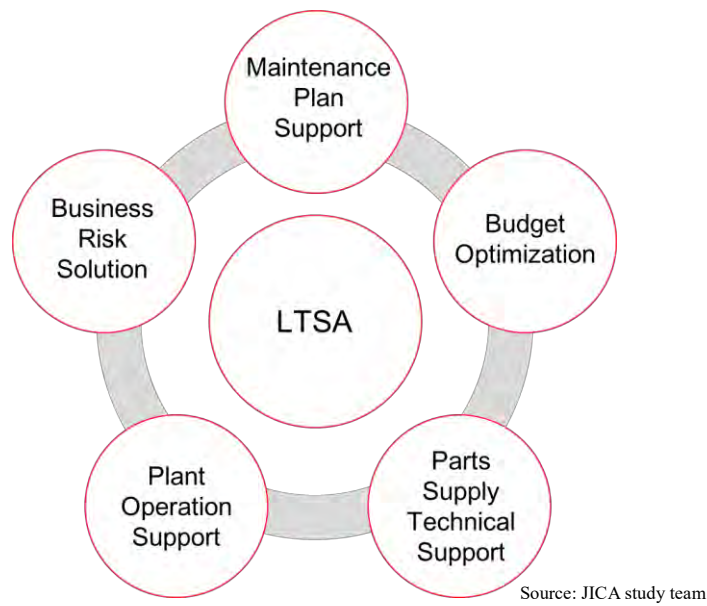 Maintenance
Plan
Support
Business
Risk
Solution
Budget
Optimization
LTSA
Plant
Operation
Support
Parts
Supply
Technical
Support
Source: JICA study team